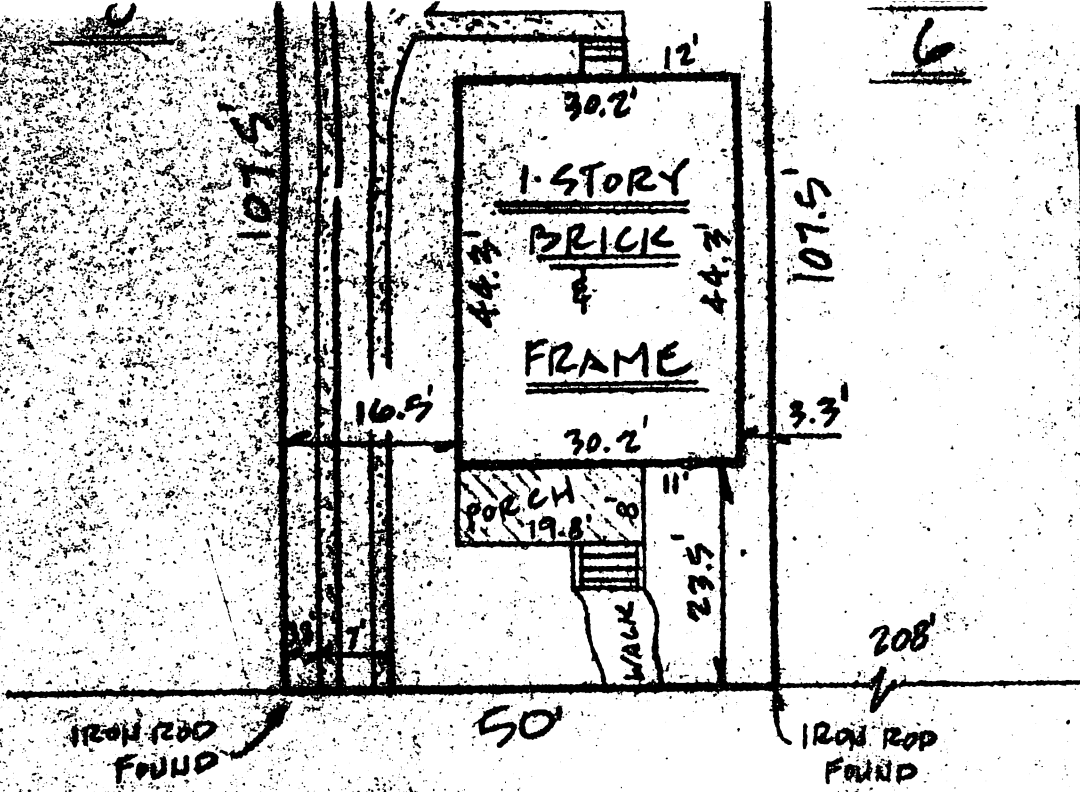 6
12'
30.2'
107.5'
1-STORY
BRICK
&
FRAME
44.3'
44.3'
107.5'
16.5'
3.3'
30.2'
11'
PORCH
8'
19.8'
23.5'
WALK
7'
208'
50'
IRON ROD
FOUND
IRON ROD
FOUND